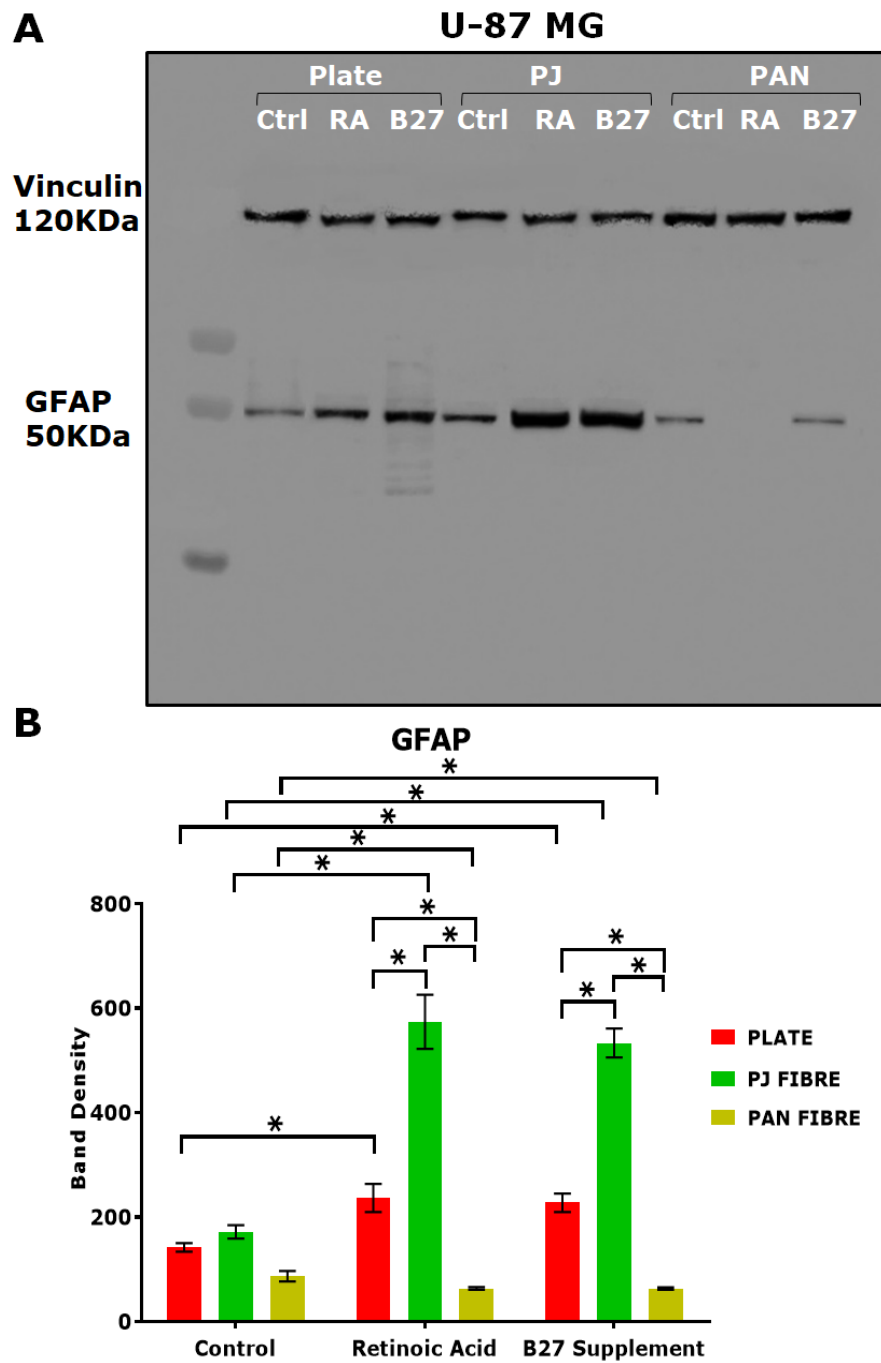 A
U-87 MG
Plate PJ PAN
Ctrl RA B27 Ctrl RA B27 Ctrl RA B27
Vinculin
120KDa
GFAP
50KDa
B
GFAP
*
*
*
*
*
*
*
*
*
*
*
*
800
600
400
200
0
Band Density
PLATE
PJ FIBRE
PAN FIBRE
Control Retinoic Acid B27 Supplement